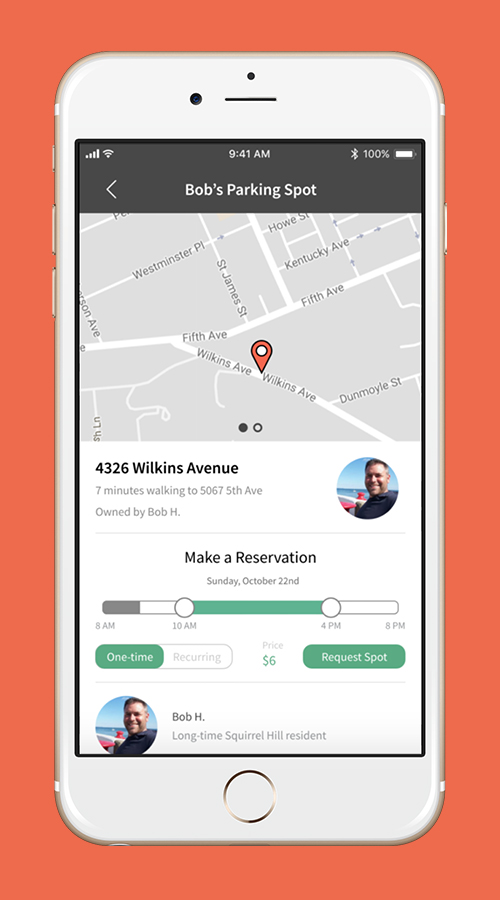 9:41 AM 100%
Bob's Parking Spot
Howe St
Westminster Pl
Kentucky Ave
St James St
Fifth Ave
Fifth Ave
Wilkins Ave
Wilkins Ave
Dunmoyle St
4326 Wilkins Avenue
7 minutes walking to 5067 5th Ave
Owned by Bob H.
Make a Reservation
Sunday, October 22nd
8 AM 10 AM 4 PM 8 PM
One-time Recurring Price $6 Request Spot
Bob H.
Long-time Squirrel Hill resident